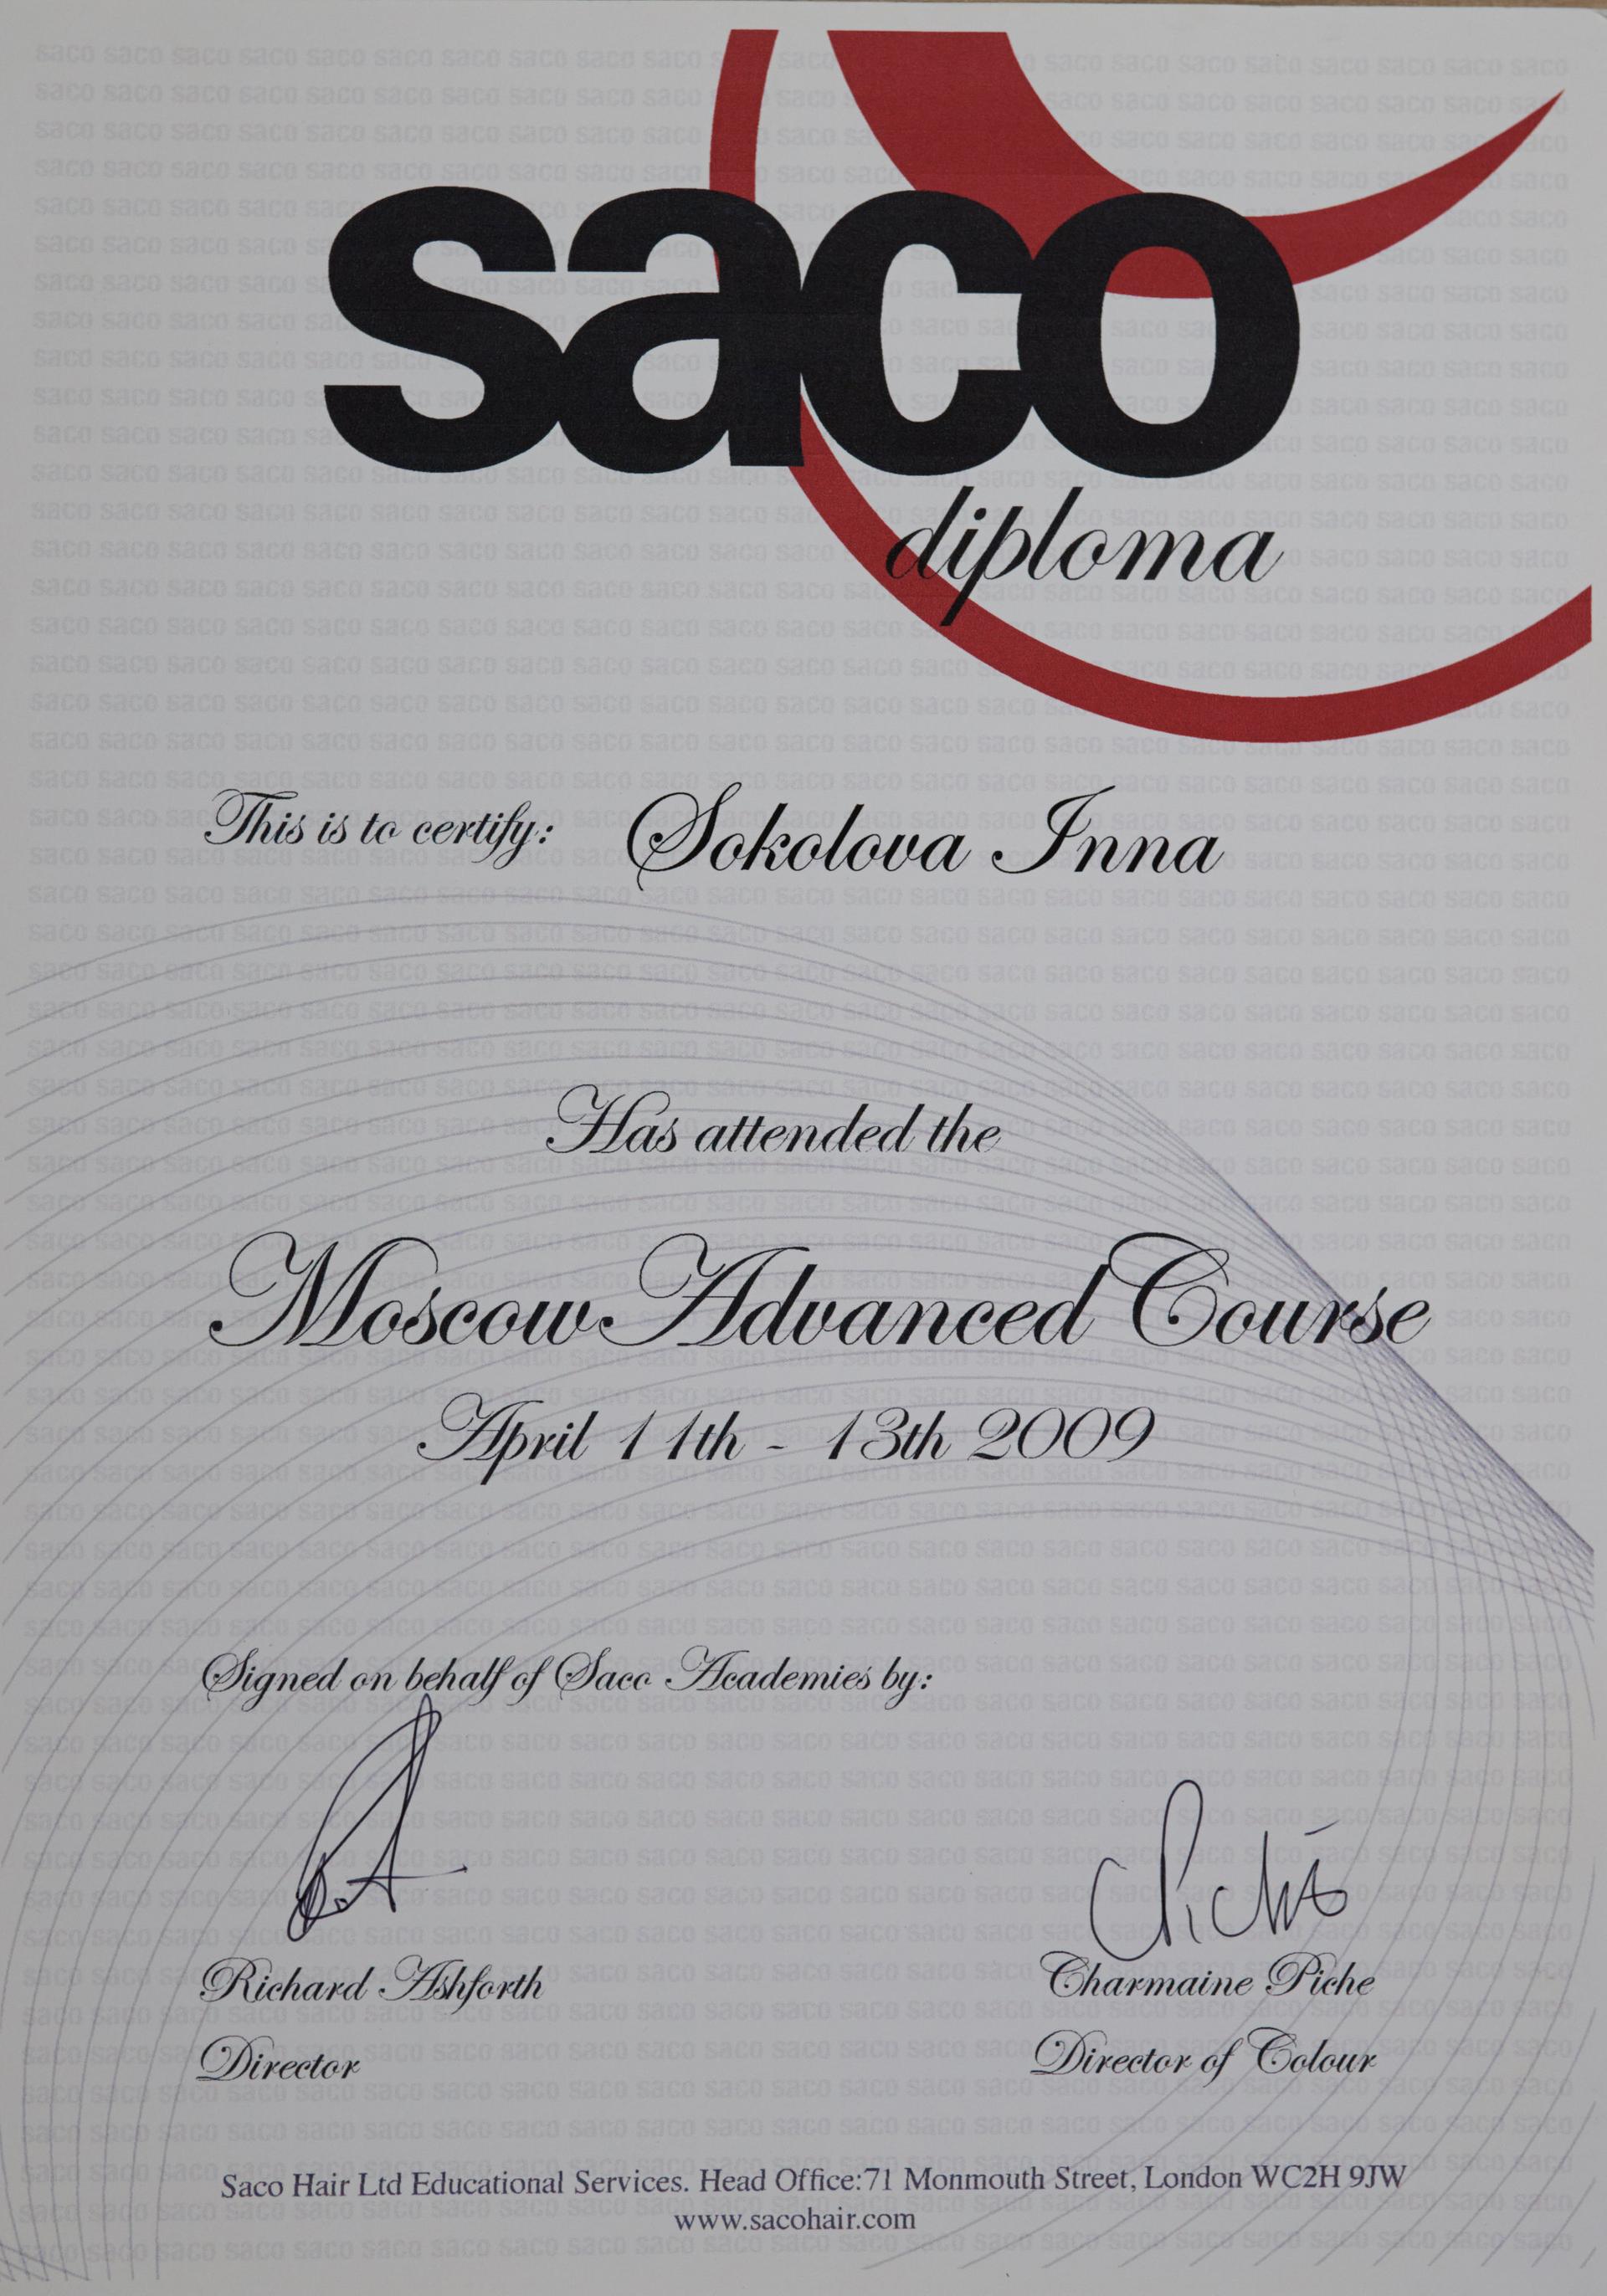 saco
diploma
This is to certify: Sokolova Inna
Has attended the
Moscow Advanced Course
April 11th - 13th 2009
Signed on behalf of Saco Academies by:
Richard Ashforth
Charmaine Piche
Director
Director of Colour
Saco Hair Ltd Educational Services. Head Office:71 Monmouth Street, London WC2H 9JW
www.sacohair.com